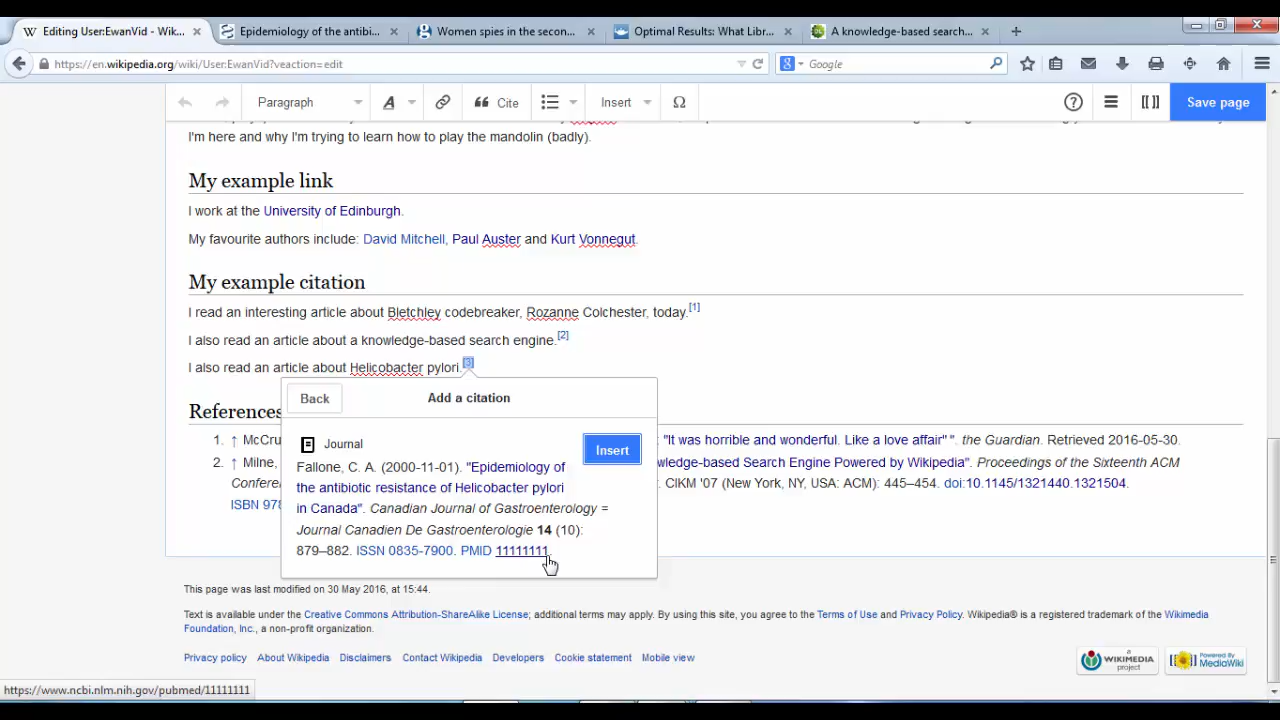 Editing User:EwanVid - Wik...
Epidemiology of the antibi...
Women spies in the secon...
Optimal Results: What Libr...
A knowledge-based search...
https://en.wikipedia.org/wiki/User:EwanVid?veaction=edit
Google
Paragraph
A
Cite
Insert
Ω
Save page
I'm here and why I'm trying to learn how to play the mandolin (badly).
My example link
I work at the University of Edinburgh.
My favourite authors include: David Mitchell, Paul Auster and Kurt Vonnegut.
My example citation
I read an interesting article about Bletchley codebreaker, Rozanne Colchester, today.[1]
I also read an article about a knowledge-based search engine.[2]
I also read an article about Helicobacter pylori.[3]
Back
Add a citation
References
Journal
Insert
Fallone, C. A. (2000-11-01). "Epidemiology of
the antibiotic resistance of Helicobacter pylori
in Canada". Canadian Journal of Gastroenterology =
Journal Canadien De Gastroenterologie 14 (10):
879–882. ISSN 0835-7900. PMID 11111111.
1. ↑ McCru
"It was horrible and wonderful. Like a love affair" ". the Guardian. Retrieved 2016-05-30.
2. ↑ Milne,
wledge-based Search Engine Powered by Wikipedia". Proceedings of the Sixteenth ACM
Confere
CIKM '07 (New York, NY, USA: ACM): 445–454. doi:10.1145/1321440.1321504.
ISBN 978
This page was last modified on 30 May 2016, at 15:44.
Text is available under the Creative Commons Attribution-ShareAlike License; additional terms may apply. By using this site, you agree to the Terms of Use and Privacy Policy. Wikipedia® is a registered trademark of the Wikimedia
Foundation, Inc., a non-profit organization.
Privacy policy About Wikipedia Disclaimers Contact Wikipedia Developers Cookie statement Mobile view
a
WIKIMEDIA
project
Powered By
MediaWiki
https://www.ncbi.nlm.nih.gov/pubmed/11111111